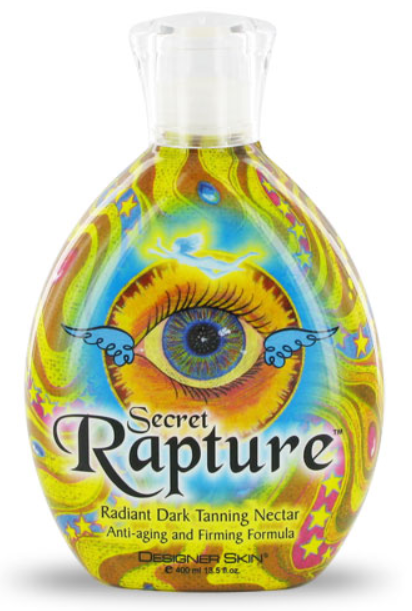 Secret
Rapture™
Radiant Dark Tanning Nectar
Anti-aging and Firming Formula
DESIGNER SKIN®
℮ 400 ml 13.5 fl oz.